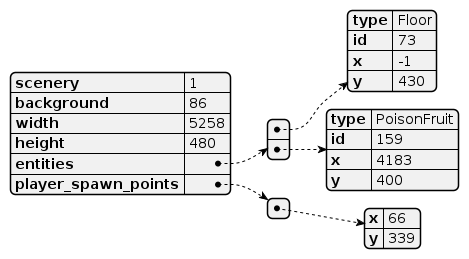 scenery 1
background 86
width 5258
height 480
entities
player_spawn_points
type Floor
id 73
x -1
y 430
type PoisonFruit
id 159
x 4183
y 400
x 66
y 339